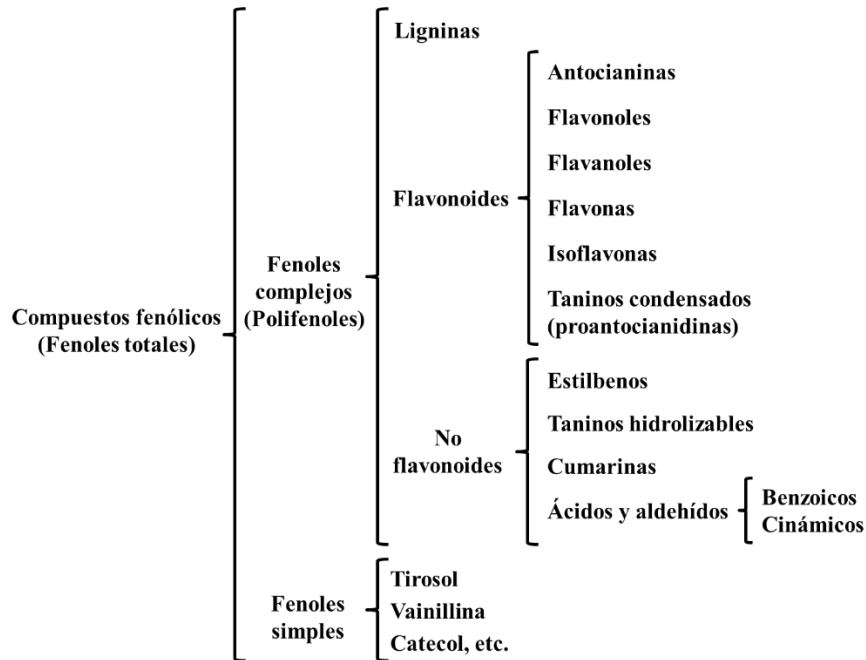 Compuestos fenólicos
(Fenoles totales)
Fenoles
complejos
(Polifenoles)
Ligninas
Flavonoides
Antocianinas
Flavonoles
Flavanoles
Flavonas
Isoflavonas
Taninos condensados
(proantocianidinas)
No
flavonoides
Estilbenos
Taninos hidrolizables
Cumarinas
Ácidos y aldehídos
Benzoicos
Cinámicos
Fenoles
simples
Tirosol
Vainillina
Catecol, etc.